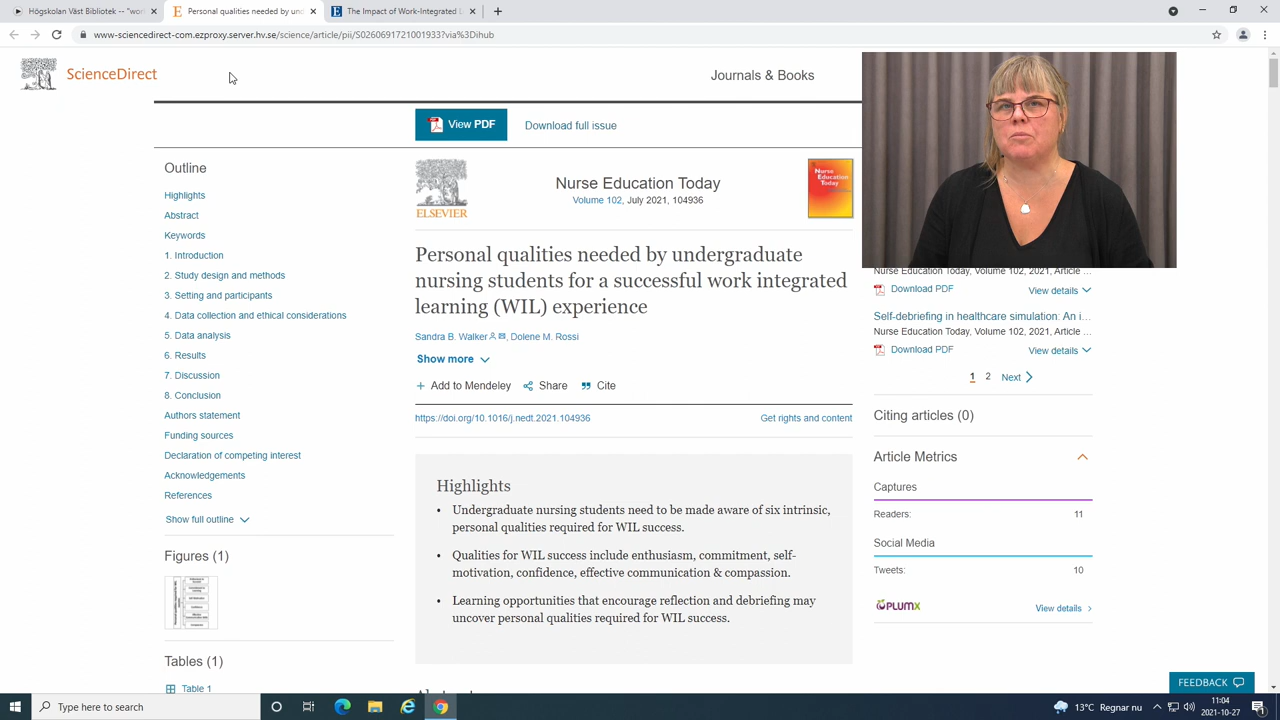 Högskolan Väst Bibliotek -- "work
Personal qualities needed by und
The Impact of Work-Integrated L
www-sciencedirect-com.ezproxy.server.hv.se/science/article/pii/S0260691721001933?via%3Dihub
ScienceDirect
Journals & Books
View PDF
Download full issue
Outline
Highlights
Abstract
Keywords
1. Introduction
2. Study design and methods
3. Setting and participants
4. Data collection and ethical considerations
5. Data analysis
6. Results
7. Discussion
8. Conclusion
Authors statement
Funding sources
Declaration of competing interest
Acknowledgements
References
Show full outline
Figures (1)
Tables (1)
Table 1
ELSEVIER
Nurse Education Today
Volume 102, July 2021, 104936
Nurse
Education
Today
Personal qualities needed by undergraduate
nursing students for a successful work integrated
learning (WIL) experience
Sandra B. Walker, Dolene M. Rossi
Show more
Add to Mendeley Share Cite
https://doi.org/10.1016/j.nedt.2021.104936
Get rights and content
Highlights
• Undergraduate nursing students need to be made aware of six intrinsic,
personal qualities required for WIL success.
• Qualities for WIL success include enthusiasm, commitment, self-
motivation, confidence, effective communication & compassion.
• Learning opportunities that encourage reflection and debriefing may
uncover personal qualities required for WIL success.
Nurse Education Today, Volume 102, 2021, Article ...
Download PDF
View details
Self-debriefing in healthcare simulation: An i...
Nurse Education Today, Volume 102, 2021, Article ...
Download PDF
View details
1 2 Next
Citing articles (0)
Article Metrics
Captures
Readers: 11
Social Media
Tweets: 10
PLUMX
View details
FEEDBACK
Type here to search
13°C Regnar nu
11:04
2021-10-27